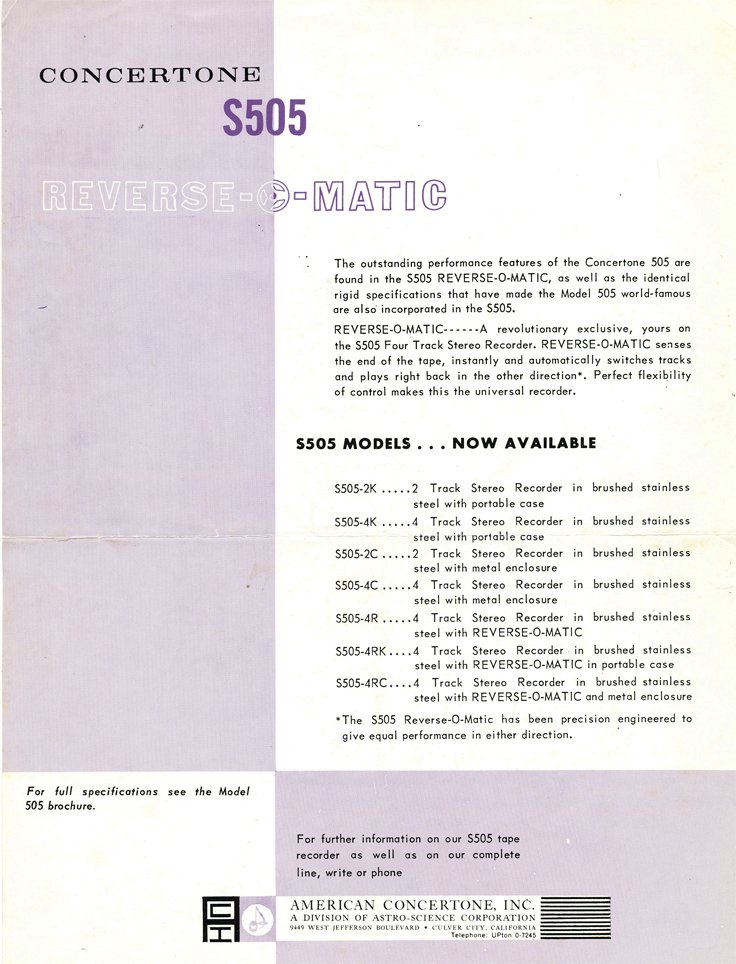 CONCERTONE
S505
REVERSE-O-MATIC
The outstanding performance features of the Concertone 505 are
found in the S505 REVERSE-O-MATIC, as well as the identical
rigid specifications that have made the Model 505 world-famous
are also incorporated in the S505.
REVERSE-O-MATIC------A revolutionary exclusive, yours on
the S505 Four Track Stereo Recorder. REVERSE-O-MATIC senses
the end of the tape, instantly and automatically switches tracks
and plays right back in the other direction*. Perfect flexibility
of control makes this the universal recorder.
S505 MODELS . . . NOW AVAILABLE
S505-2K .....2 Track Stereo Recorder in brushed stainless
steel with portable case
S505-4K .....4 Track Stereo Recorder in brushed stainless
steel with portable case
S505-2C .....2 Track Stereo Recorder in brushed stainless
steel with metal enclosure
S505-4C .....4 Track Stereo Recorder in brushed stainless
steel with metal enclosure
S505-4R .....4 Track Stereo Recorder in brushed stainless
steel with REVERSE-O-MATIC
S505-4RK....4 Track Stereo Recorder in brushed stainless
steel with REVERSE-O-MATIC in portable case
S505-4RC....4 Track Stereo Recorder in brushed stainless
steel with REVERSE-O-MATIC and metal enclosure
*The S505 Reverse-O-Matic has been precision engineered to
give equal performance in either direction.
For full specifications see the Model
505 brochure.
For further information on our S505 tape
recorder as well as on our complete
line, write or phone
AMERICAN CONCERTONE, INC.
A DIVISION OF ASTRO-SCIENCE CORPORATION
9449 WEST JEFFERSON BOULEVARD • CULVER CITY, CALIFORNIA
Telephone: UPton 0-7245